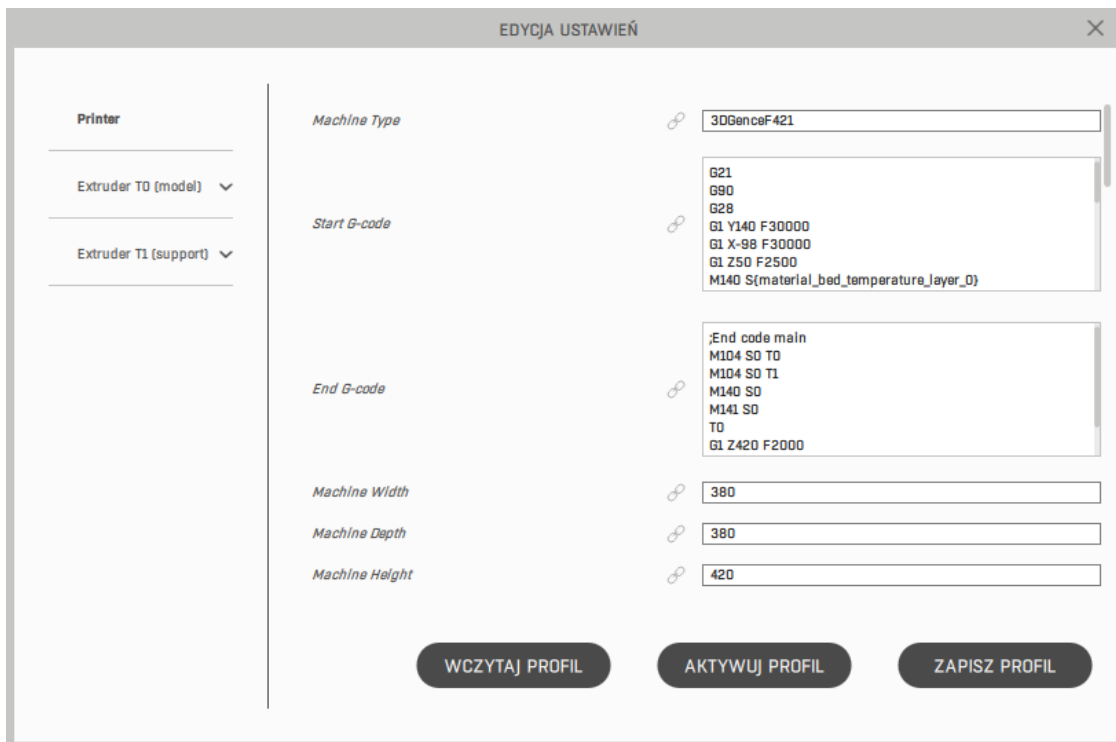 EDYCJA USTAWIEŃ
Printer
Extruder T0 (model)
Extruder T1 (support)
Machine Type
3DGenceF421
Start G-code
G21
G90
G28
G1 Y140 F30000
G1 X-98 F30000
G1 Z50 F2500
M140 S{material_bed_temperature_layer_0}
End G-code
;End code main
M104 S0 T0
M104 S0 T1
M140 S0
M141 S0
T0
G1 Z420 F2000
Machine Width
380
Machine Depth
380
Machine Height
420
WCZYTAJ PROFIL
AKTYWUJ PROFIL
ZAPISZ PROFIL